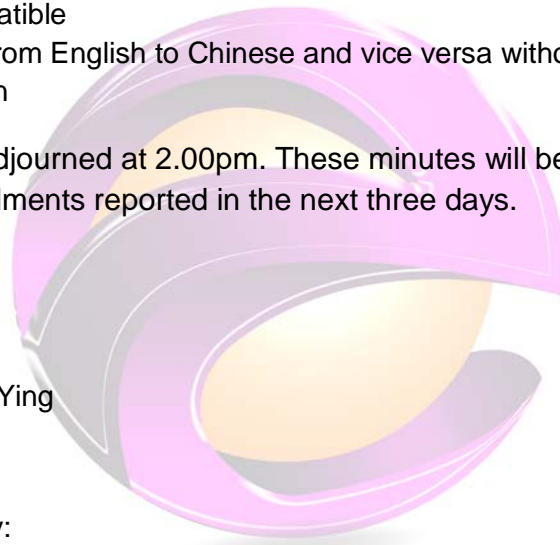 atible
rom English to Chinese and vice versa witho
n
djourned at 2.00pm. These minutes will be
dments reported in the next three days.
Ying
y: